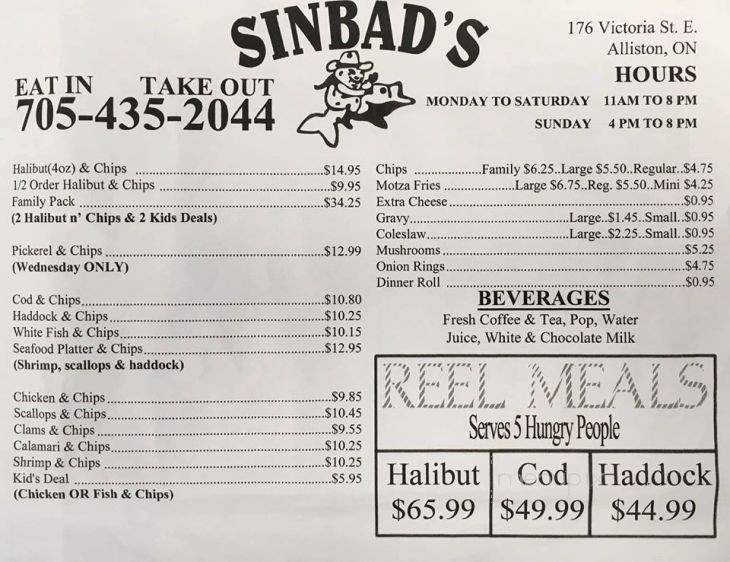 SINBAD'S
176 Victoria St. E.
Alliston, ON
EAT IN TAKE OUT
705-435-2044
HOURS
MONDAY TO SATURDAY 11AM TO 8 PM
SUNDAY 4 PM TO 8 PM
Halibut(4oz) & Chips ........$14.95
1/2 Order Halibut & Chips ........$9.95
Family Pack ........$34.25
(2 Halibut n' Chips & 2 Kids Deals)
Pickerel & Chips ........$12.99
(Wednesday ONLY)
Cod & Chips........$10.80
Haddock & Chips........$10.25
White Fish & Chips........$10.15
Seafood Platter & Chips........$12.95
(Shrimp, scallops & haddock)
Chicken & Chips........$9.85
Scallops & Chips........$10.45
Clams & Chips........$9.55
Calamari & Chips........$10.25
Shrimp & Chips ........$10.25
Kid's Deal ........$5.95
(Chicken OR Fish & Chips)
Chips ........Family $6.25..Large $5.50..Regular..$4.75
Motza Fries ........Large $6.75..Reg. $5.50..Mini $4.25
Extra Cheese........$0.95
Gravy........Large..$1.45..Small..$0.95
Coleslaw........Large..$2.25..Small..$0.95
Mushrooms........$5.25
Onion Rings........$4.75
Dinner Roll ........$0.95
BEVERAGES
Fresh Coffee & Tea, Pop, Water
Juice, White & Chocolate Milk
REEL MEALS
Serves 5 Hungry People
Halibut Cod Haddock
$65.99 $49.99 $44.99